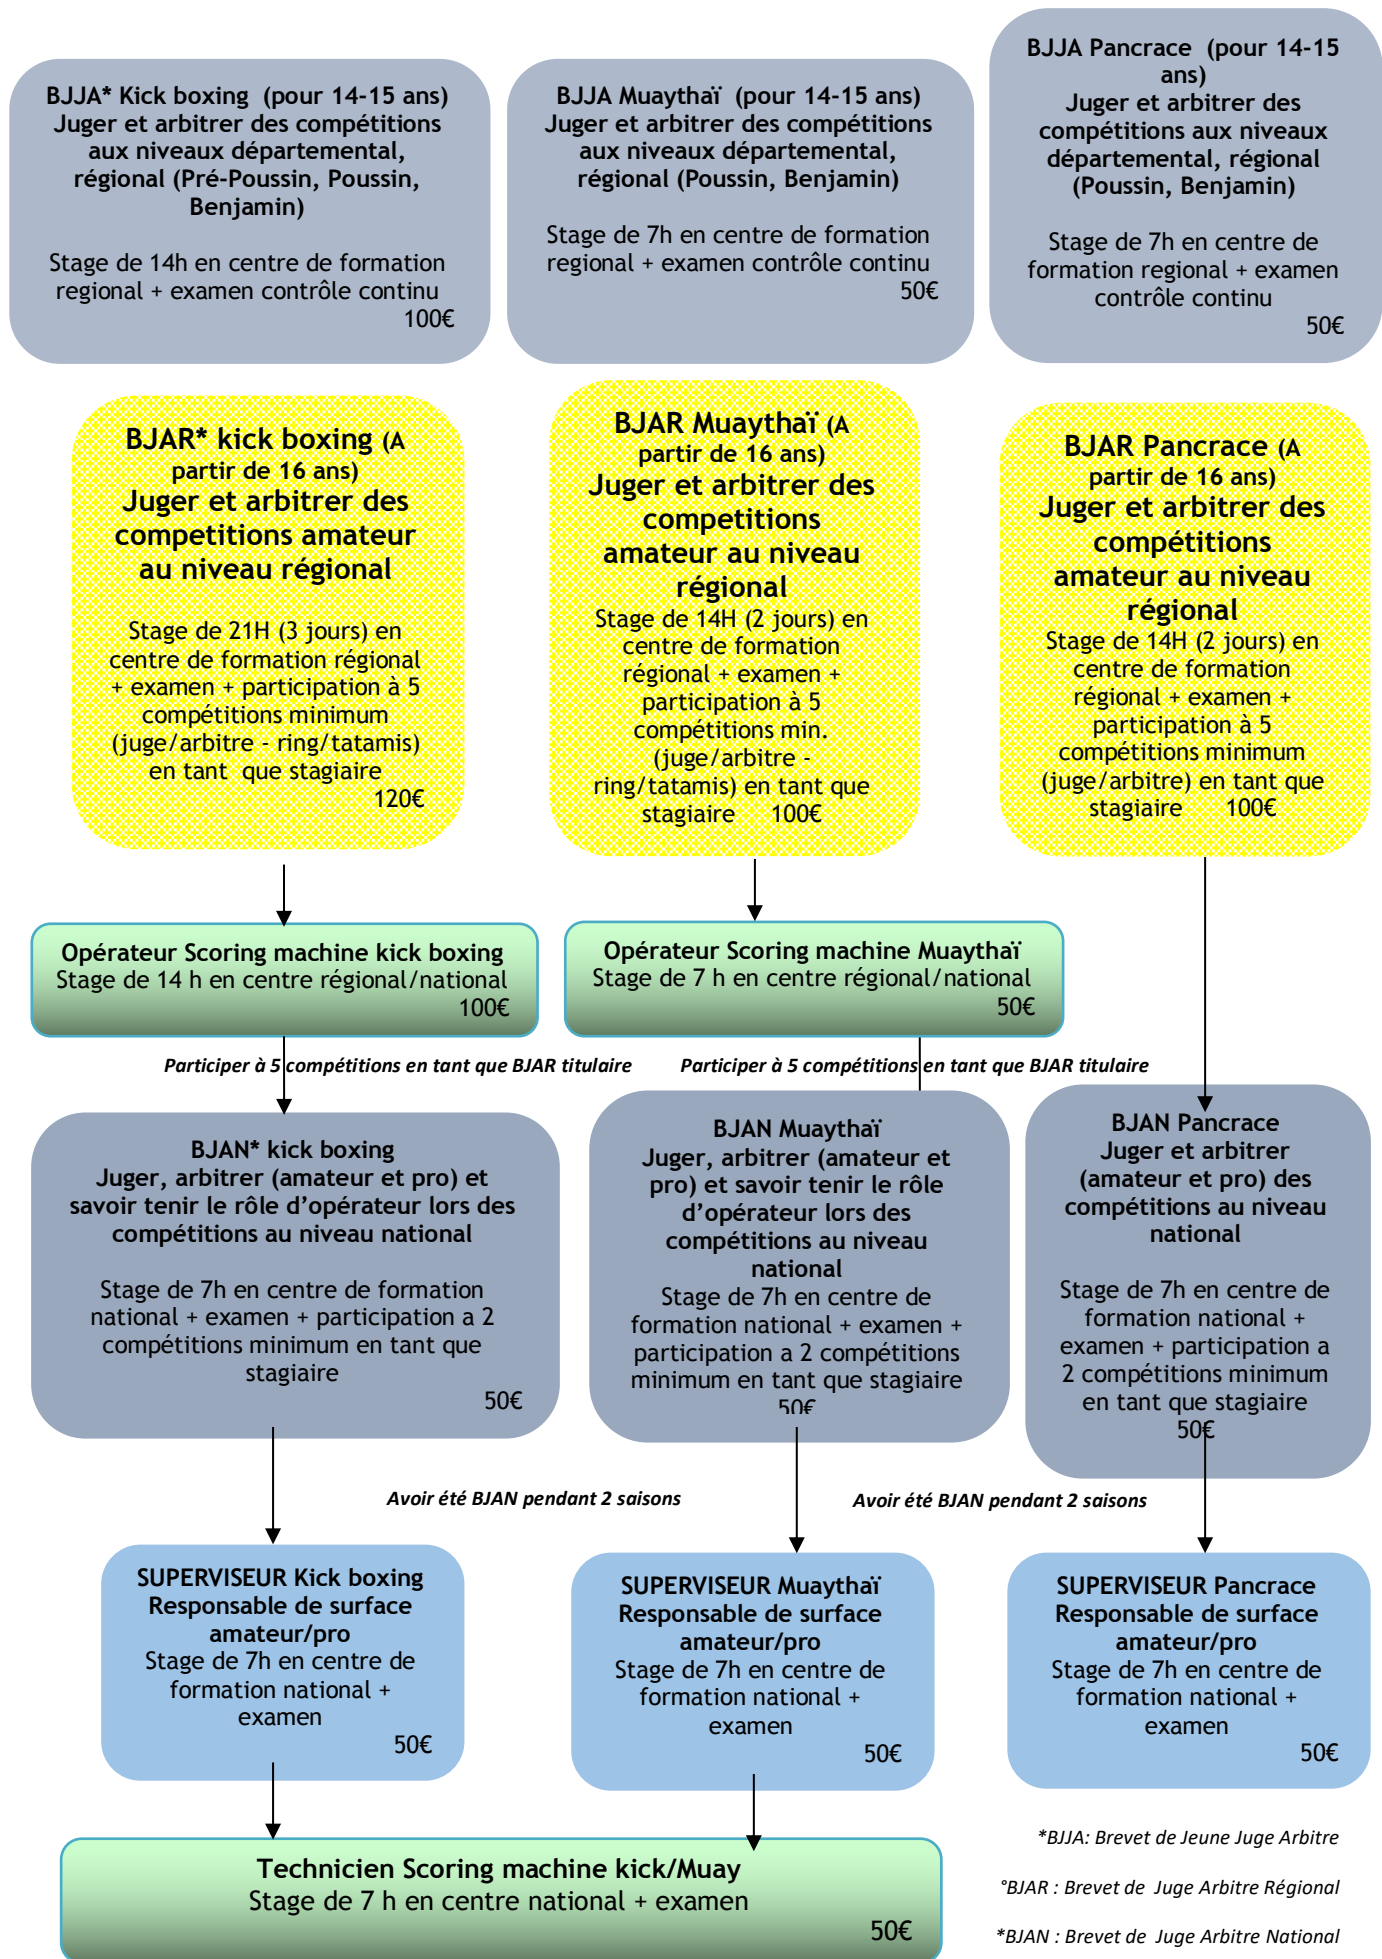 BJJA* Kick boxing (pour 14-15 ans)
Juger et arbitrer des compétitions
aux niveaux départemental,
régional (Pré-Poussin, Poussin,
Benjamin)
Stage de 14h en centre de formation
regional + examen contrôle continu
100€
BJJA Muaythaï (pour 14-15 ans)
Juger et arbitrer des compétitions
aux niveaux départemental,
régional (Poussin, Benjamin)
Stage de 7h en centre de formation
regional + examen contrôle continu
50€
BJJA Pancrace (pour 14-15
ans)
Juger et arbitrer des
compétitions aux niveaux
départemental, régional
(Poussin, Benjamin)
Stage de 7h en centre de
formation regional + examen
contrôle continu
50€
BJAR* kick boxing (A
partir de 16 ans)
Juger et arbitrer des
competitions amateur
au niveau régional
Stage de 21H (3 jours) en
centre de formation régional
+ examen + participation à 5
compétitions minimum
(juge/arbitre - ring/tatamis)
en tant que stagiaire
120€
BJAR Muaythaï (A
partir de 16 ans)
Juger et arbitrer des
competitions
amateur au niveau
régional
Stage de 14H (2 jours) en
centre de formation
régional + examen +
participation à 5
compétitions min.
(juge/arbitre -
ring/tatamis) en tant que
stagiaire 100€
BJAR Pancrace (A
partir de 16 ans)
Juger et arbitrer des
compétitions
amateur au niveau
régional
Stage de 14H (2 jours) en
centre de formation
régional + examen +
participation à 5
compétitions minimum
(juge/arbitre) en tant que
stagiaire 100€
Opérateur Scoring machine kick boxing
Stage de 14 h en centre régional/national
100€
Opérateur Scoring machine Muaythaï
Stage de 7 h en centre régional/national
50€
Participer à 5 compétitions en tant que BJAR titulaire
Participer à 5 compétitions en tant que BJAR titulaire
BJAN* kick boxing
Juger, arbitrer (amateur et pro) et
savoir tenir le rôle d’opérateur lors des
compétitions au niveau national
Stage de 7h en centre de formation
national + examen + participation a 2
compétitions minimum en tant que
stagiaire
50€
BJAN Muaythaï
Juger, arbitrer (amateur et
pro) et savoir tenir le rôle
d’opérateur lors des
compétitions au niveau
national
Stage de 7h en centre de
formation national + examen +
participation a 2 compétitions
minimum en tant que stagiaire
50€
BJAN Pancrace
Juger et arbitrer
(amateur et pro) des
compétitions au niveau
national
Stage de 7h en centre de
formation national +
examen + participation a
2 compétitions minimum
en tant que stagiaire
50€
Avoir été BJAN pendant 2 saisons
Avoir été BJAN pendant 2 saisons
SUPERVISEUR Kick boxing
Responsable de surface
amateur/pro
Stage de 7h en centre de
formation national +
examen
50€
SUPERVISEUR Muaythaï
Responsable de surface
amateur/pro
Stage de 7h en centre de
formation national +
examen
50€
SUPERVISEUR Pancrace
Responsable de surface
amateur/pro
Stage de 7h en centre de
formation national +
examen
50€
Technicien Scoring machine kick/Muay
Stage de 7 h en centre national + examen
50€
*BJJA: Brevet de Jeune Juge Arbitre
°BJAR : Brevet de Juge Arbitre Régional
*BJAN : Brevet de Juge Arbitre National